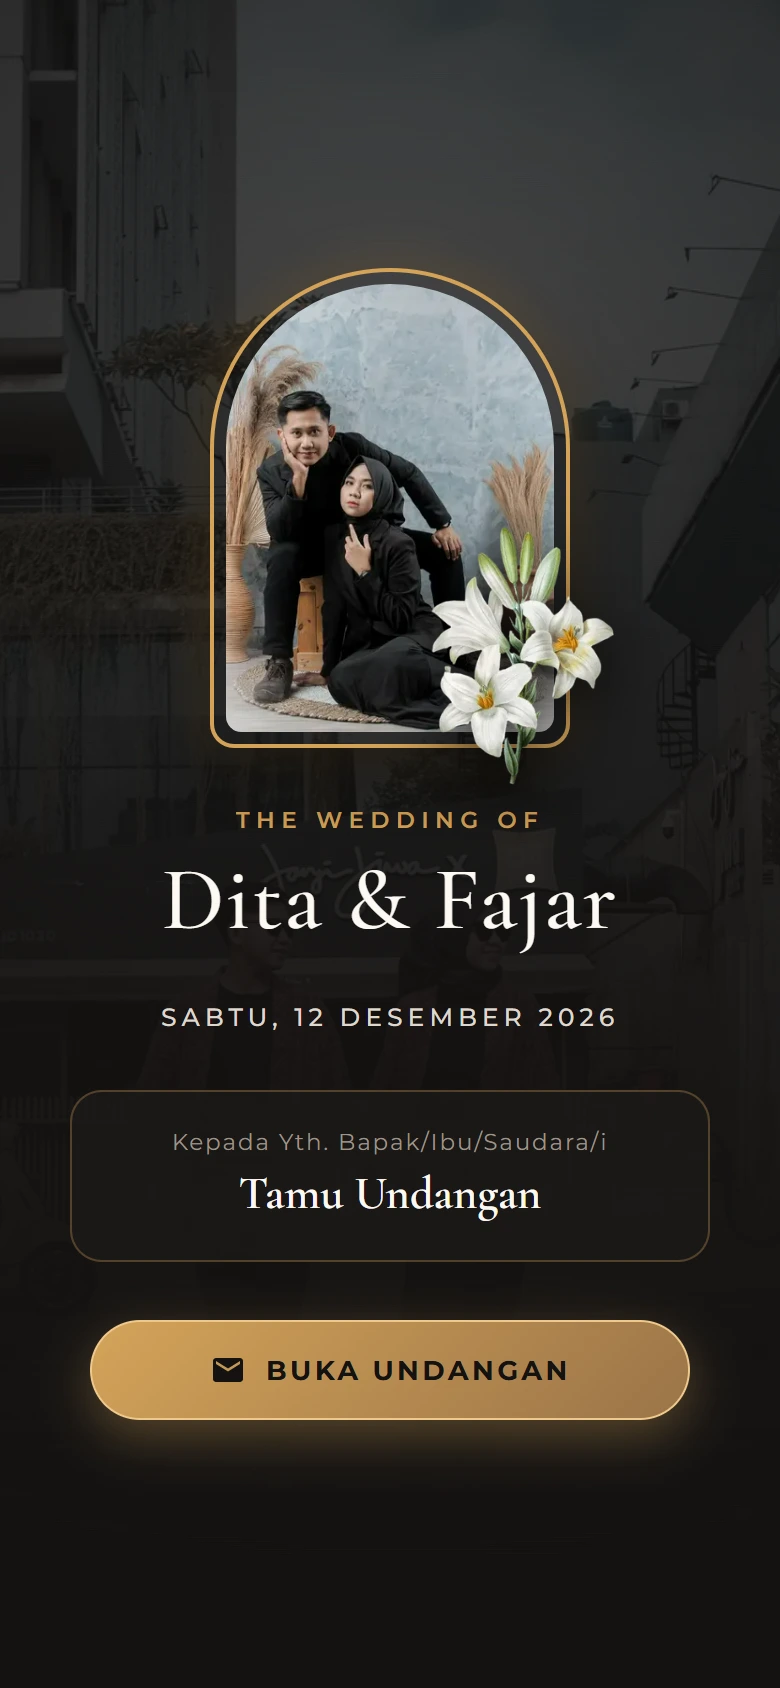 THE WEDDING OF
Dita & Fajar
SABTU, 12 DESEMBER 2026
Kepada Yth. Bapak/Ibu/Saudara/i
Tamu Undangan
BUKA UNDANGAN